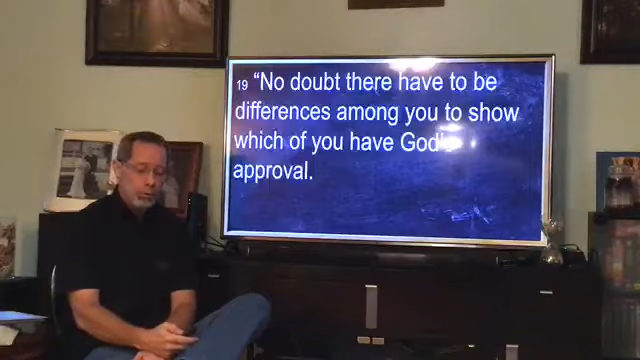 19 “No doubt there have to be
differences among you to show
which of you have God's
approval.